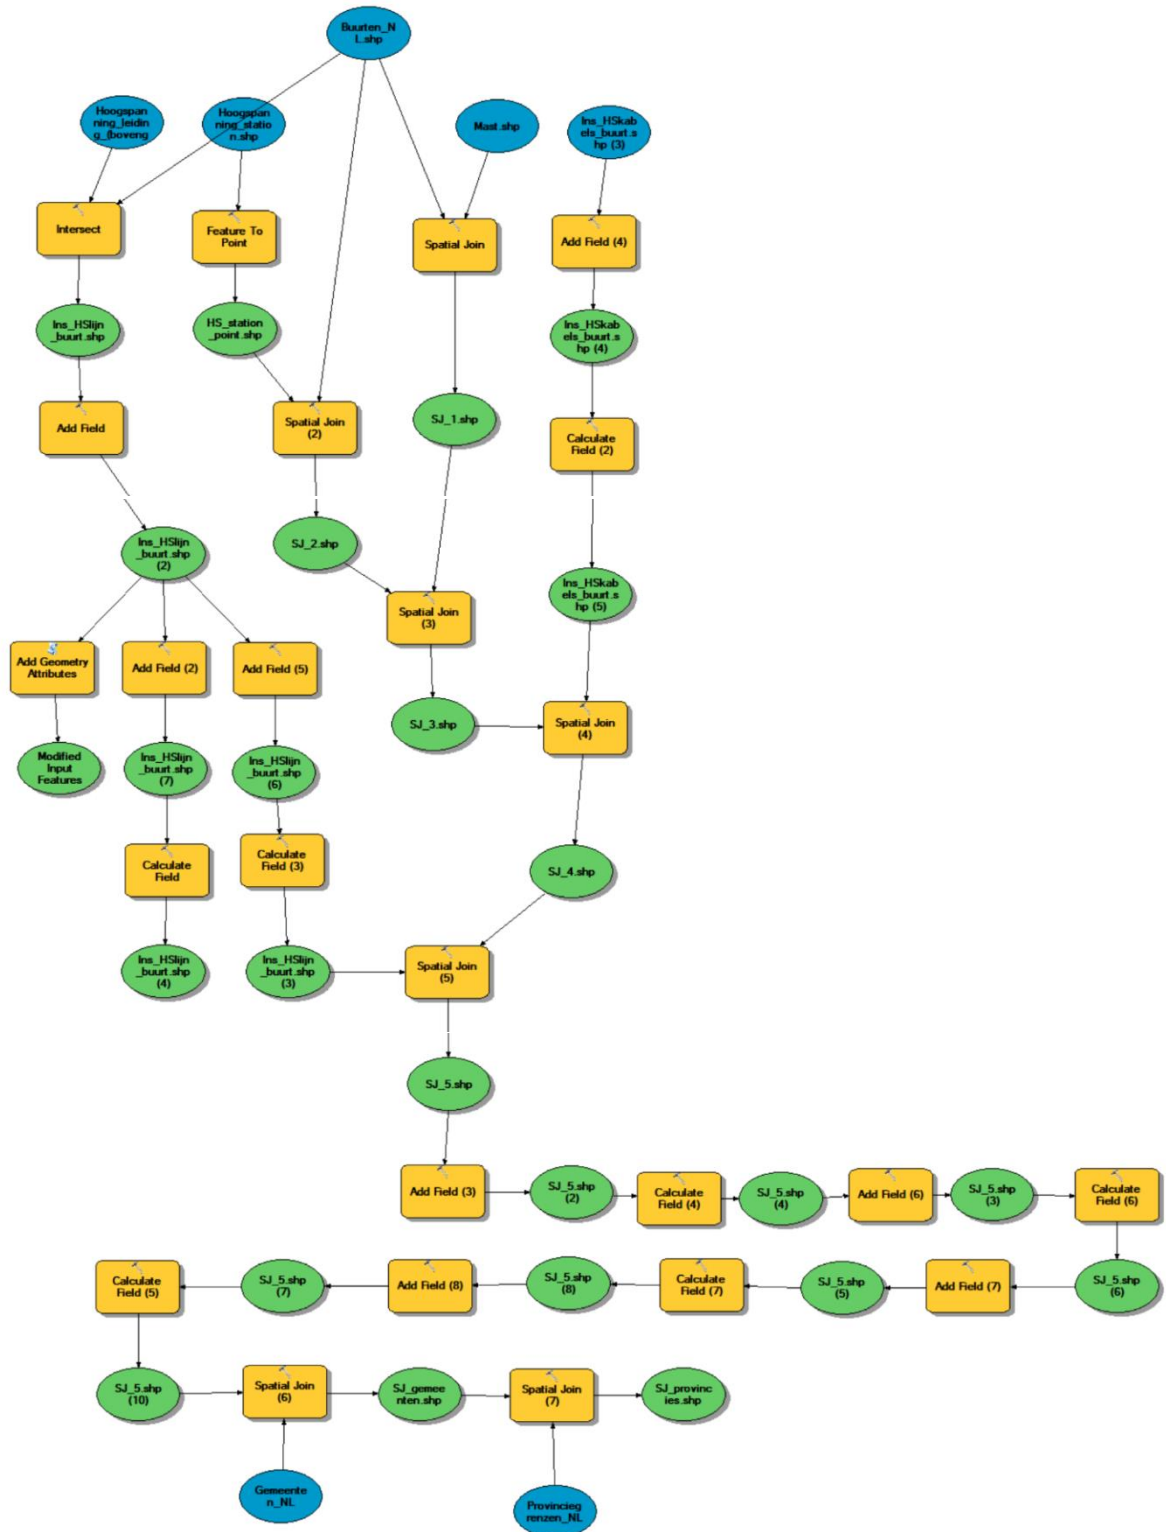 Buurten_N
L.shp
Hoogspan
ning_leidin
g_(boveng
Hoogspan
ning_statio
n.shp
Mast.shp
Ins_HSkab
els_buurt.s
hp (3)
Intersect
Feature To
Point
Spatial Join
Add Field (4)
Ins_HSlijn
_buurt.shp
HS_station
_point.shp
Ins_HSkab
els_buurt.s
hp (4)
Add Field
Spatial Join
(2)
SJ_1.shp
Calculate
Field (2)
Ins_HSlijn
_buurt.shp
(2)
SJ_2.shp
Ins_HSkab
els_buurt.s
hp (5)
Spatial Join
(3)
Add Geometry
Attributes
Add Field (2)
Add Field (5)
SJ_3.shp
Spatial Join
(4)
Modified
Input
Features
Ins_HSlijn
_buurt.shp
(7)
Ins_HSlijn
_buurt.shp
(6)
Calculate
Field
Calculate
Field (3)
SJ_4.shp
Ins_HSlijn
_buurt.shp
(4)
Ins_HSlijn
_buurt.shp
(3)
Spatial Join
(5)
SJ_5.shp
Add Field (3)
SJ_5.shp
(2)
Calculate
Field (4)
SJ_5.shp
(4)
Add Field (6)
SJ_5.shp
(3)
Calculate
Field (6)
Calculate
Field (5)
SJ_5.shp
(7)
Add Field (8)
SJ_5.shp
(8)
Calculate
Field (7)
SJ_5.shp
(5)
Add Field (7)
SJ_5.shp
(6)
SJ_5.shp
(10)
Spatial Join
(6)
SJ_gemee
nten.shp
Spatial Join
(7)
SJ_provinc
ies.shp
Gemeente
n_NL
Provincieg
renzen_NL